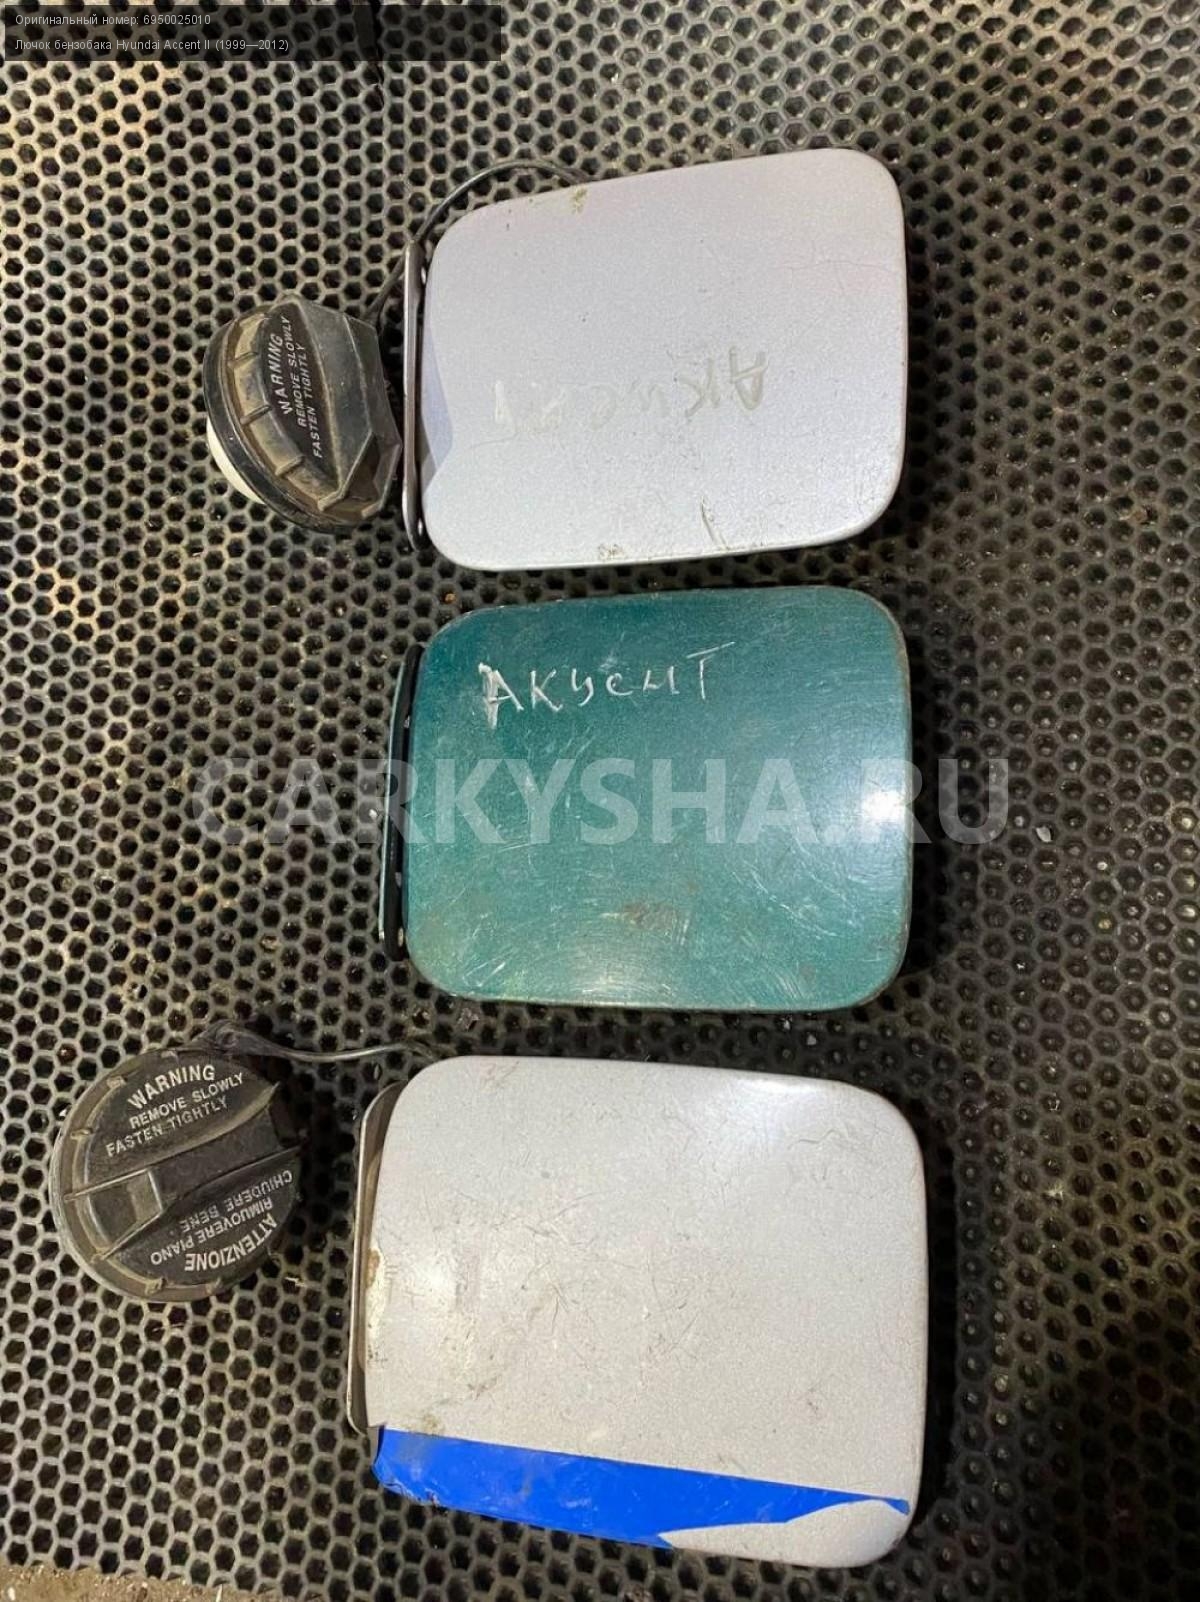 Оригинальный номер: 6950025010
Лючок бензобака Hyundai Accent II (1999—2012)
WARNING
REMOVE SLOWLY
FASTEN TIGHTLY
Акцент
АКЦЕНТ
CARKYSHA.RU
WARNING
REMOVE SLOWLY
FASTEN TIGHTLY
ATTENZIONE
RIMUOVERE PIANO
CHIUDERE BENE